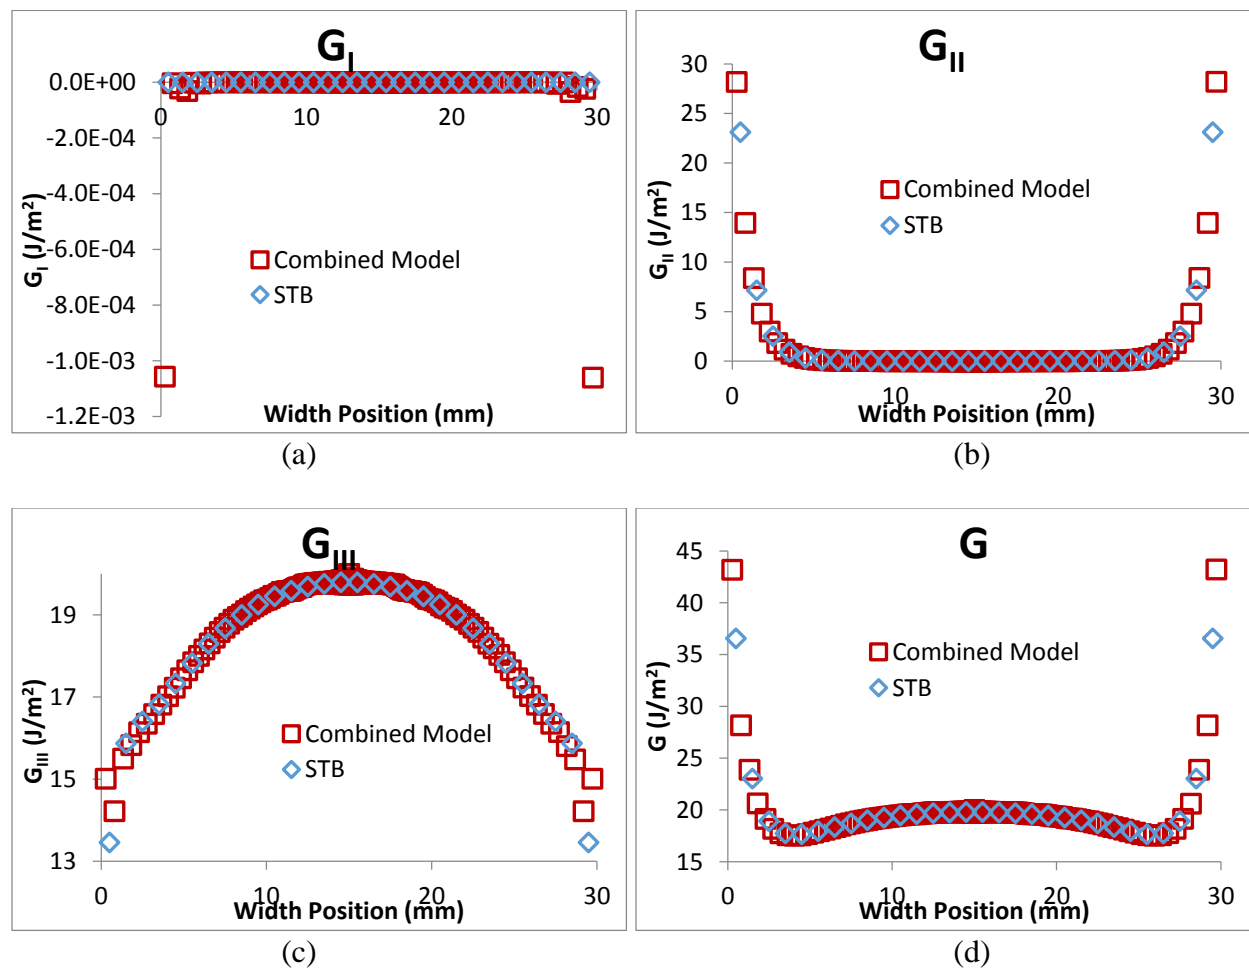 G_I
0.0E+00
0 10 20 30
-2.0E-04
-4.0E-04
-6.0E-04
-8.0E-04
-1.0E-03
-1.2E-03
G_I (J/m²)
Combined Model
STB
Width Position (mm)
(a)
G_II
30
25
20
15
10
5
0
G_II (J/m²)
Combined Model
STB
0 10 20 30
Width Poisition (mm)
(b)
G_III
19
17
15
13
G_III (J/m²)
Combined Model
STB
0 10 20 30
Width Position (mm)
(c)
G
45
40
35
30
25
20
15
G (J/m²)
Combined Model
STB
0 10 20 30
Width Position (mm)
(d)